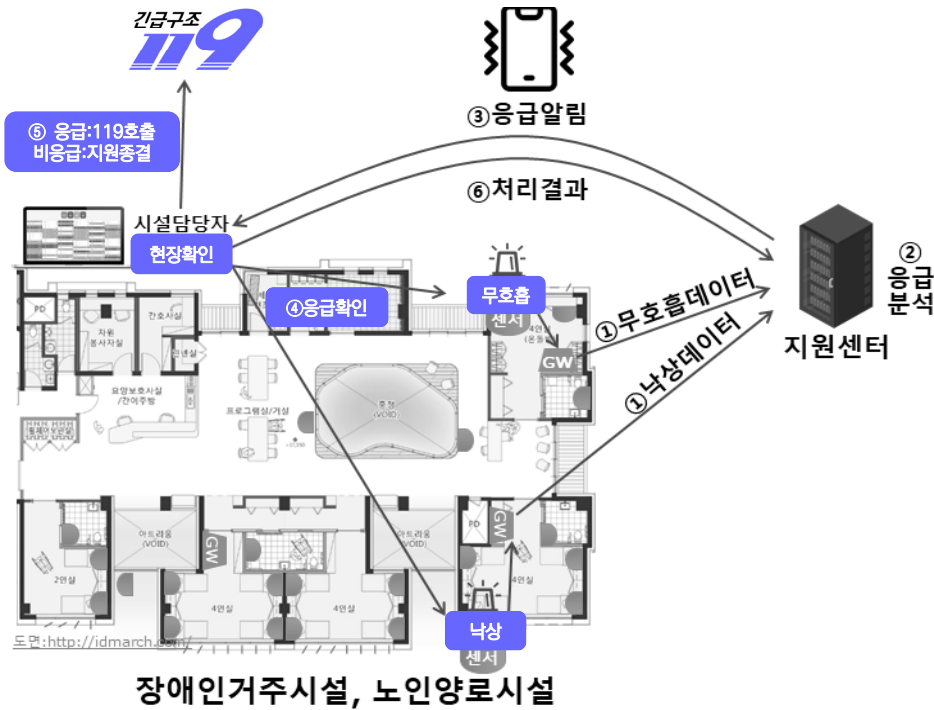 긴급구조
119
③응급알림
⑤ 응급:119호출
비응급:지원종결
⑥처리결과
시설담당자
현장확인
②
응급
분석
무호흡
센서
④응급확인
①무호흡데이터
지원센터
PD
간호사실
자원
봉사자실
4인실
(온돌)
GW
①낙상데이터
요양보호사실
/간이주방
프로그램실/거실
중정
(VOID)
PD
GW
아트리움
(VOID)
GW
아트리움
(VOID)
2인실
4인실
4인실
4인실
낙상
센서
도면:http://idmarch.com/
장애인거주시설, 노인양로시설